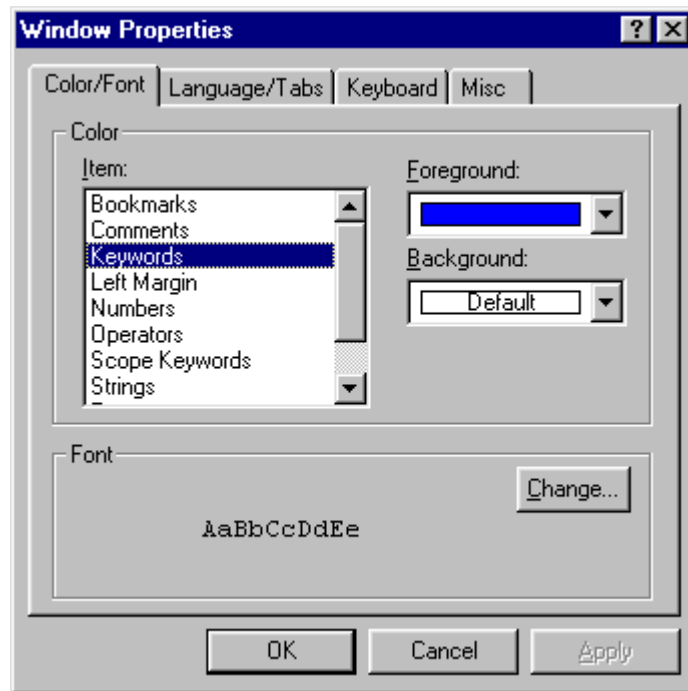 Window Properties
Color/Font Language/Tabs Keyboard Misc
Color
Item:
Bookmarks
Comments
Keywords
Left Margin
Numbers
Operators
Scope Keywords
Strings
Foreground:
Background:
Default
Font
Change...
AaBbCcDdEe
OK Cancel Apply